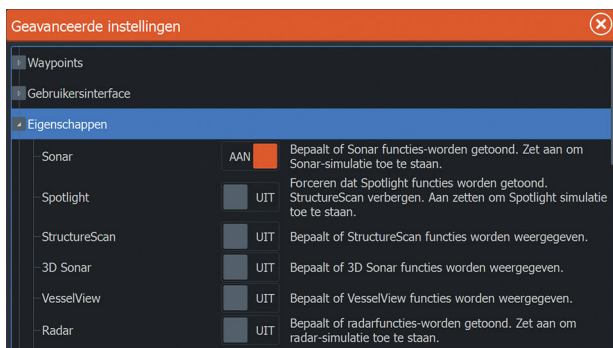 Geavanceerde instellingen
Waypoints
Gebruikersinterface
Eigenschappen
Sonar
AAN
Bepaalt of Sonar functies-worden getoond. Zet aan om
Sonar-simulatie toe te staan.
Spotlight
UIT
Forceren dat Spotlight functies worden getoond.
StructureScan verbergen. Aan zetten om Spotlight simulatie
toe te staan.
StructureScan
UIT
Bepaalt of StructureScan functies worden weergegeven.
3D Sonar
UIT
Bepaalt of 3D Sonar functies worden weergegeven.
VesselView
UIT
Bepaalt of VesselView functies worden weergegeven.
Radar
UIT
Bepaalt of radarfuncties-worden getoond. Zet aan om
radar-simulatie toe te staan.